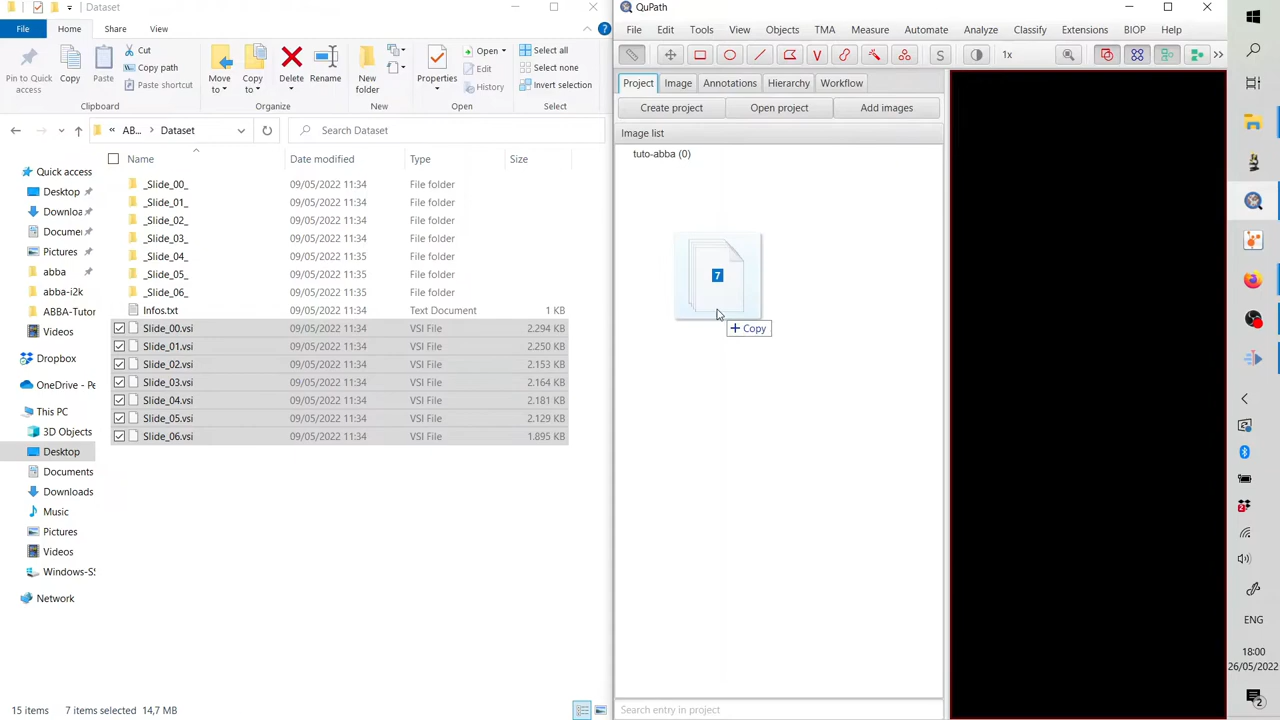 Dataset
File
Home
Share
View
Pin to Quick access
Copy
Paste
Cut
Copy path
Paste shortcut
Clipboard
Move to
Copy to
Delete
Rename
Organize
New folder
New
Properties
Open
Edit
History
Open
Select all
Select none
Invert selection
Select
« AB... > Dataset
Search Dataset
Name
Date modified
Type
Size
Quick access
Desktop
Downloa
Documer
Pictures
abba
abba-i2k
ABBA-Tutor
Videos
Dropbox
OneDrive - Pe
This PC
3D Objects
Desktop
Documents
Downloads
Music
Pictures
Videos
Windows-SS
Network
_Slide_00_ 09/05/2022 11:34 File folder
_Slide_01_ 09/05/2022 11:34 File folder
_Slide_02_ 09/05/2022 11:34 File folder
_Slide_03_ 09/05/2022 11:34 File folder
_Slide_04_ 09/05/2022 11:35 File folder
_Slide_05_ 09/05/2022 11:35 File folder
_Slide_06_ 09/05/2022 11:35 File folder
Infos.txt 09/05/2022 11:34 Text Document 1 KB
Slide_00.vsi 09/05/2022 11:34 VSI File 2.294 KB
Slide_01.vsi 09/05/2022 11:34 VSI File 2.250 KB
Slide_02.vsi 09/05/2022 11:34 VSI File 2.153 KB
Slide_03.vsi 09/05/2022 11:34 VSI File 2.164 KB
Slide_04.vsi 09/05/2022 11:34 VSI File 2.181 KB
Slide_05.vsi 09/05/2022 11:34 VSI File 2.129 KB
Slide_06.vsi 09/05/2022 11:34 VSI File 1.895 KB
15 items 7 items selected 14,7 MB
QuPath
File Edit Tools View Objects TMA Measure Automate Analyze Classify Extensions BIOP Help
V
S
1x
Project Image Annotations Hierarchy Workflow
Create project Open project Add images
Image list
tuto-abba (0)
7
+ Copy
Search entry in project
2
ENG
18:00
26/05/2022
2